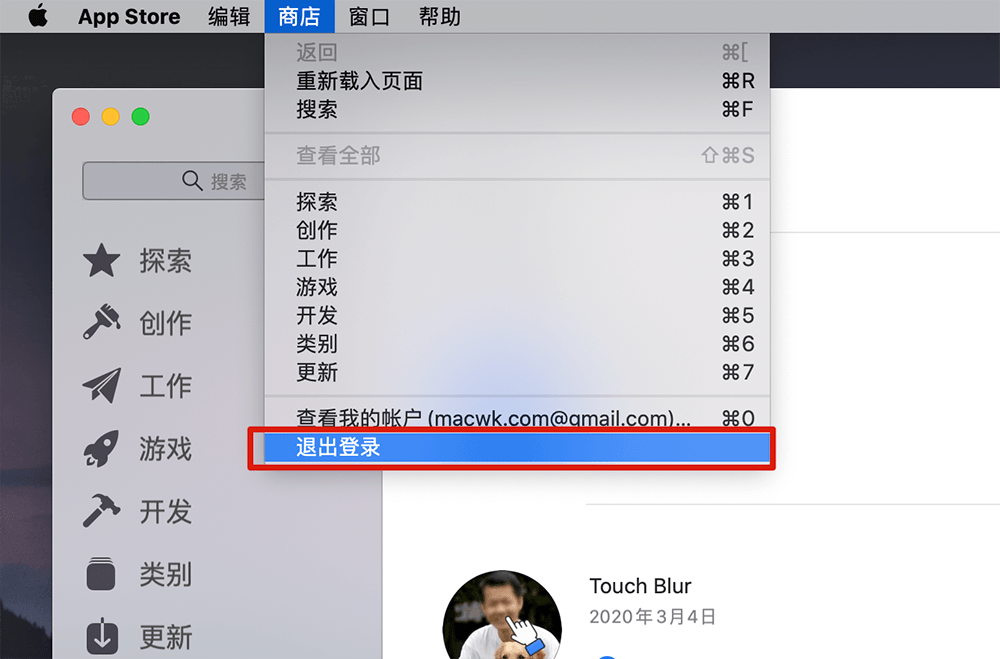 App Store 编辑 商店 窗口 帮助
返回 ⌘[
重新载入页面 ⌘R
搜索 ⌘F
查看全部 ⇧⌘S
探索 ⌘1
创作 ⌘2
工作 ⌘3
游戏 ⌘4
开发 ⌘5
类别 ⌘6
更新 ⌘7
查看我的帐户 (macwk.com@gmail.com)... ⌘0
退出登录
搜索
探索
创作
工作
游戏
开发
类别
更新
Touch Blur
2020年3月4日